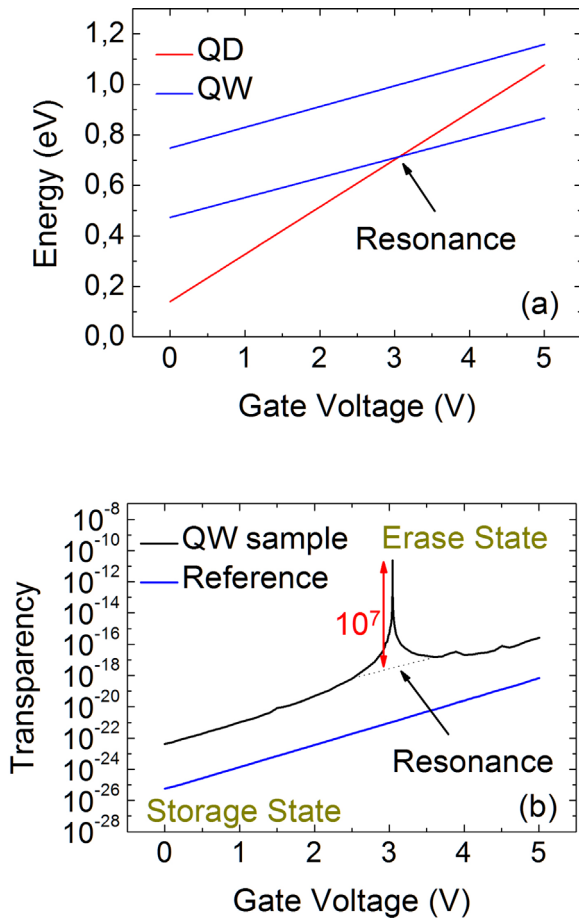 1,2
1,0
0,8
0,6
0,4
0,2
0,0
Energy (eV)
QD
QW
Resonance
(a)
0 1 2 3 4 5
Gate Voltage (V)
10-8
10-10
10-12
10-14
10-16
10-18
10-20
10-22
10-24
10-26
10-28
Transparency
QW sample
Reference
Erase State
10⁷
Resonance
Storage State
(b)
0 1 2 3 4 5
Gate Voltage (V)